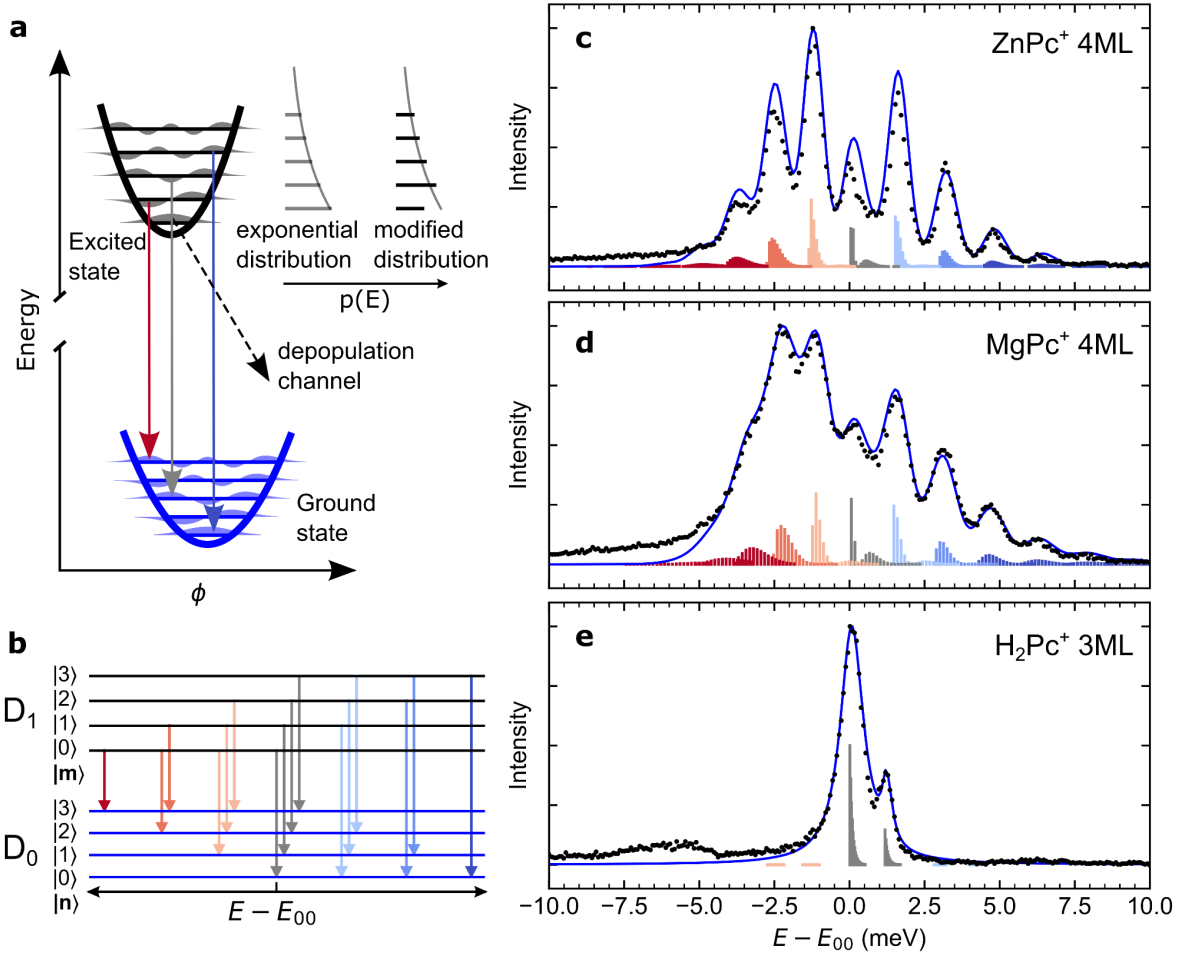 a
Energy
Excited
state
exponential
distribution
modified
distribution
p(E)
depopulation
channel
Ground
state
ϕ
b
D₁
|3⟩
|2⟩
|1⟩
|0⟩
|m⟩
D₀
|3⟩
|2⟩
|1⟩
|0⟩
|n⟩
E − E₀₀
c
ZnPc⁺ 4ML
Intensity
d
MgPc⁺ 4ML
Intensity
e
H₂Pc⁺ 3ML
Intensity
−10.0 −7.5 −5.0 −2.5 0.0 2.5 5.0 7.5 10.0
E − E₀₀ (meV)